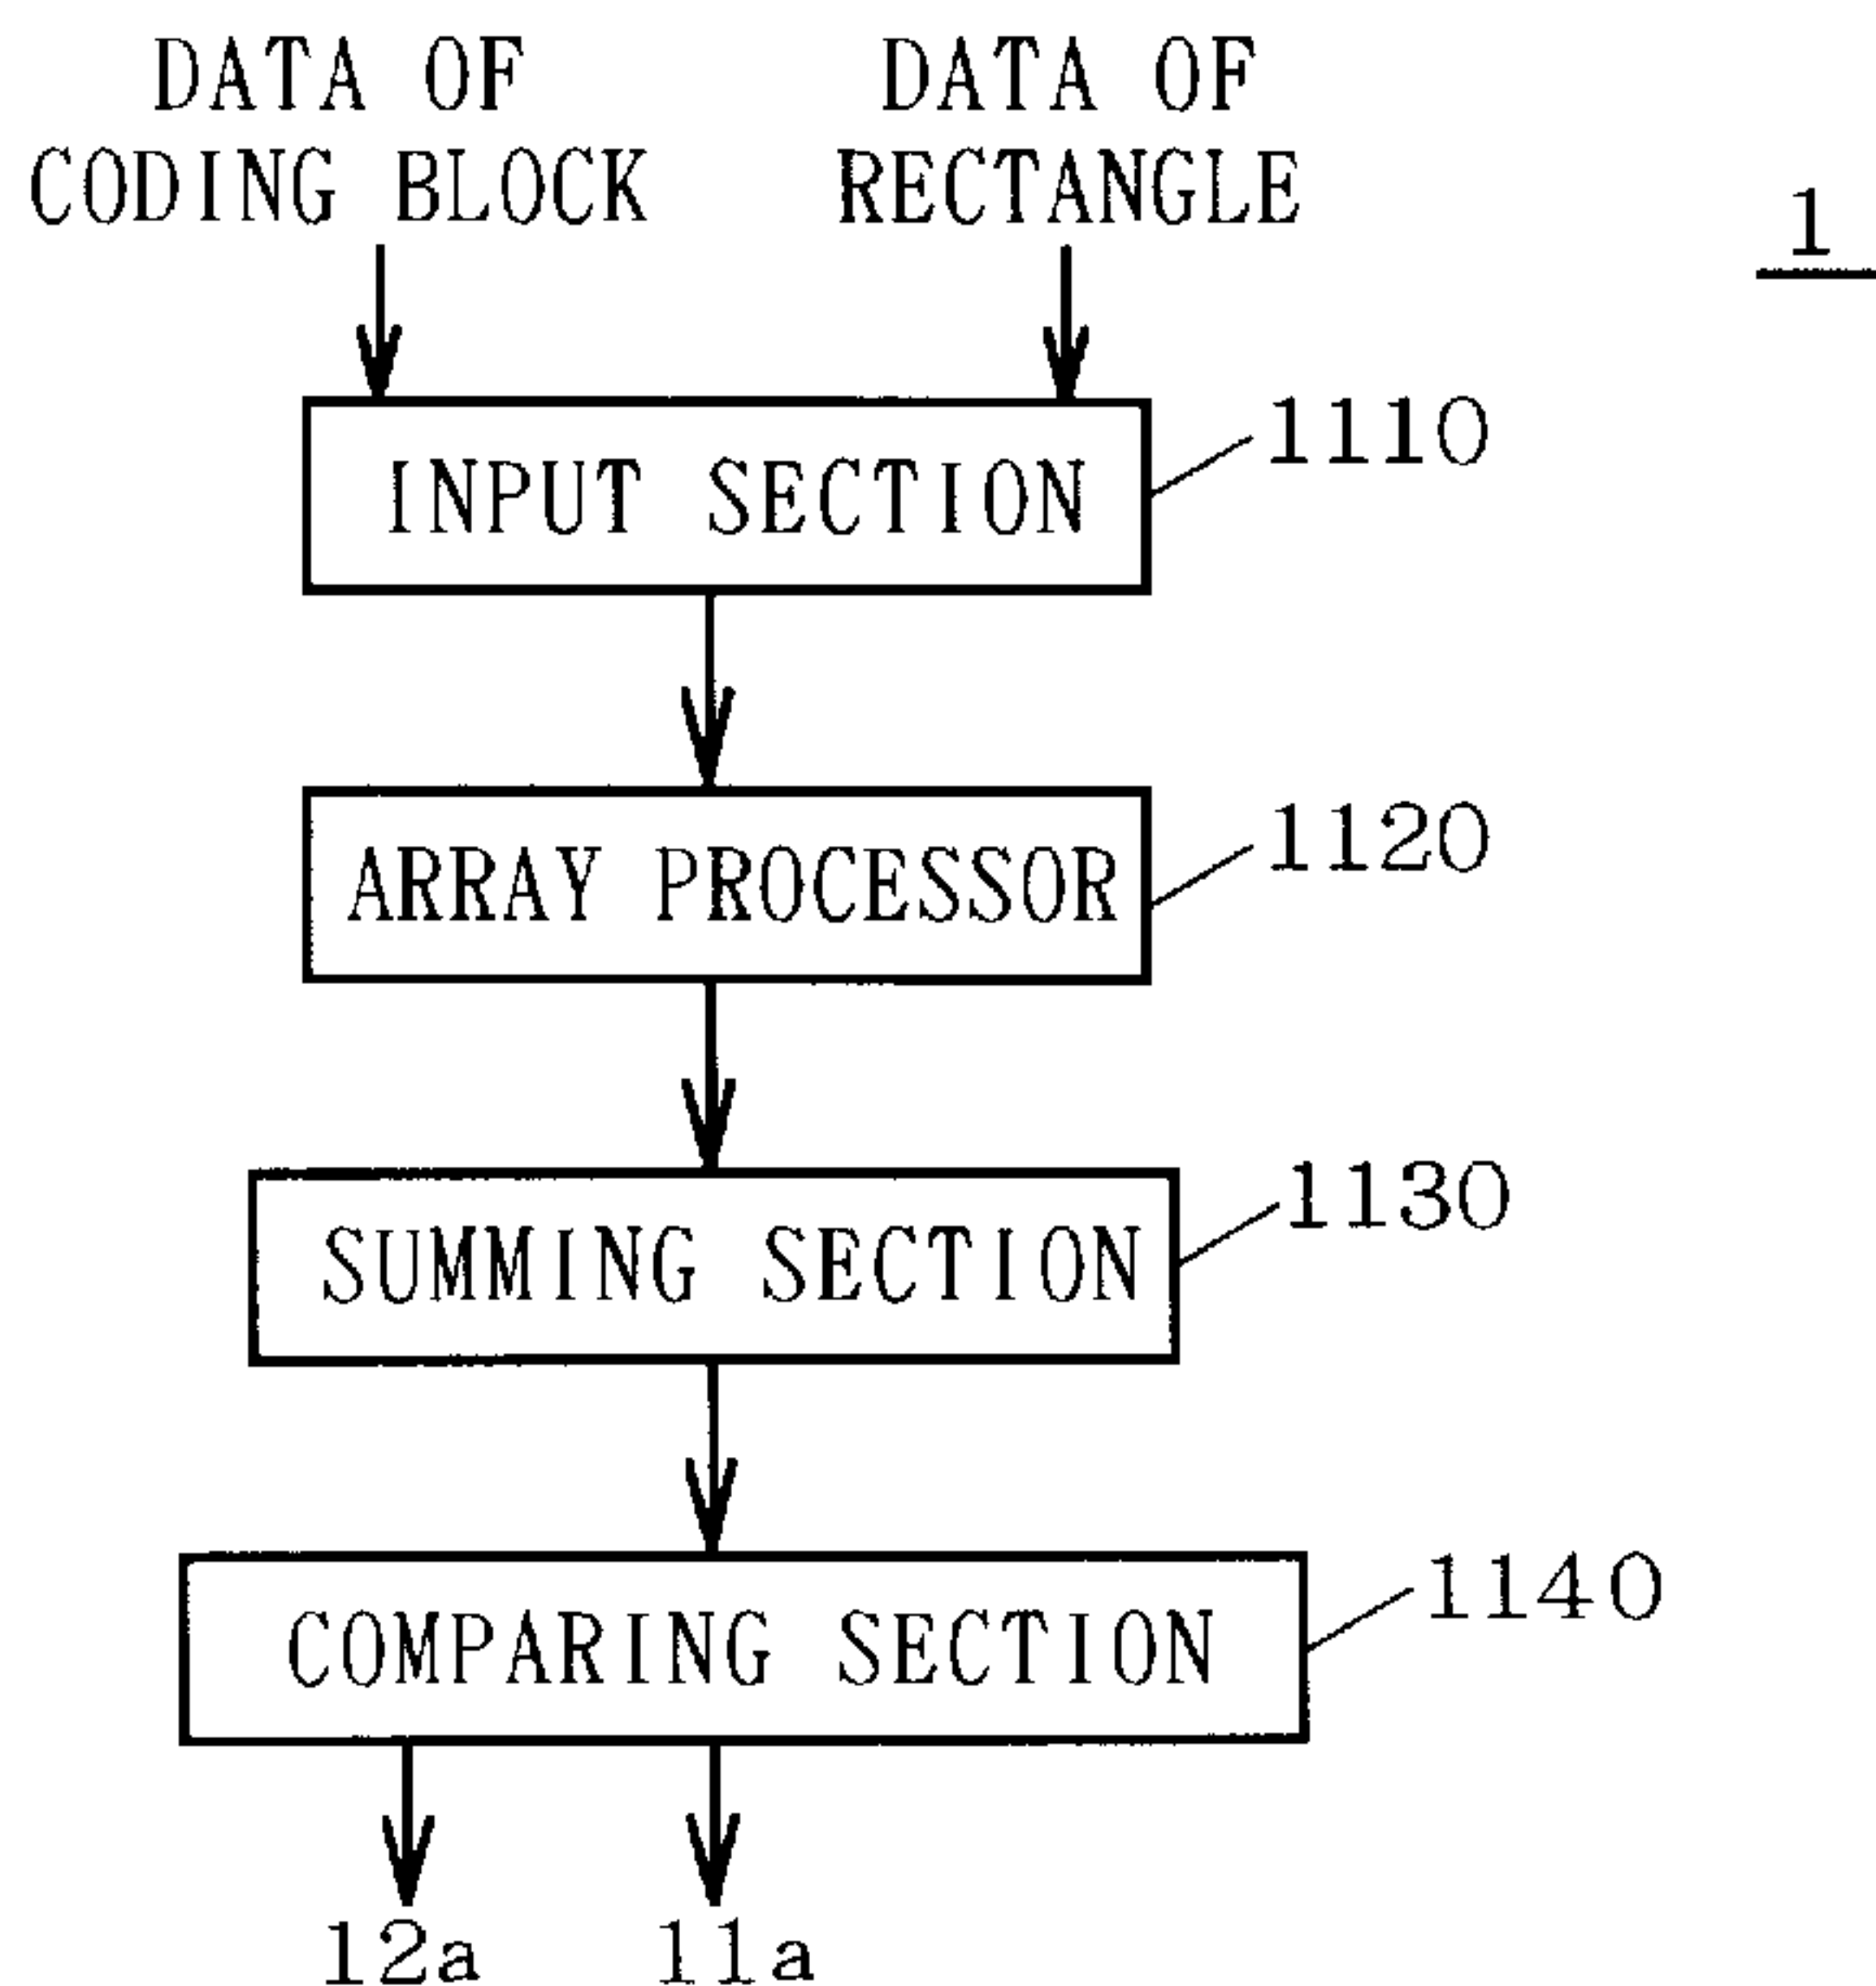 DATA OF
CODING BLOCK
DATA OF
RECTANGLE
1
INPUT SECTION
1110
ARRAY PROCESSOR
1120
SUMMING SECTION
1130
COMPARING SECTION
1140
12a
11a